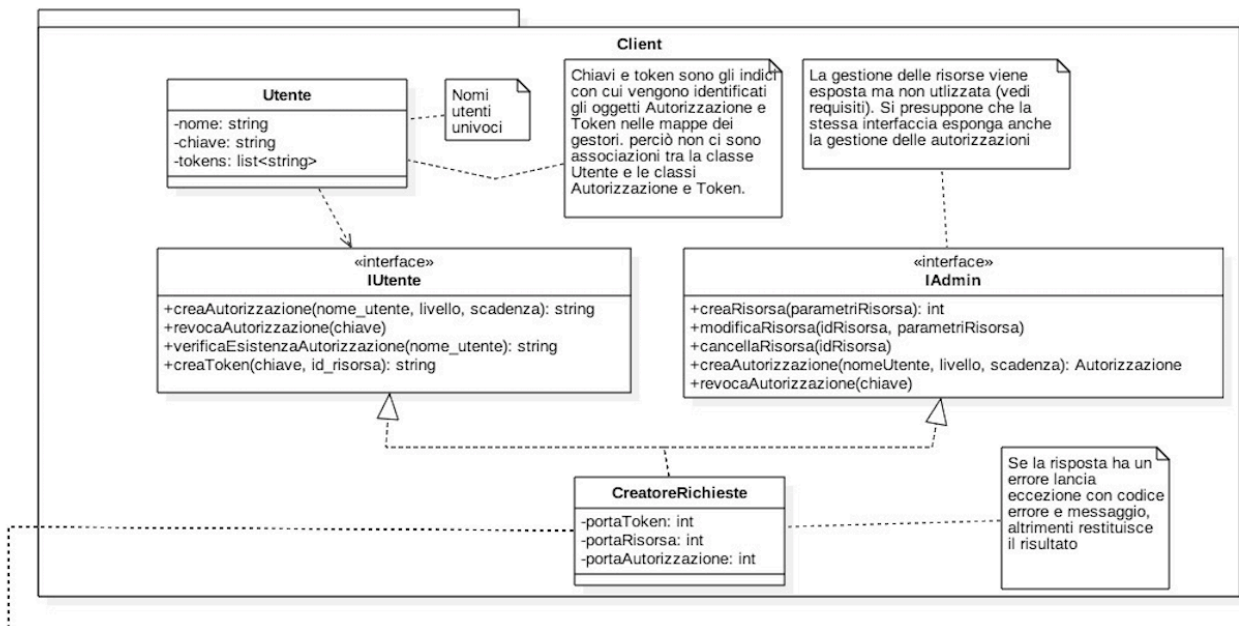 Client
Utente
-nome: string
-chiave: string
-tokens: list<string>
Nomi
utenti
univoci
Chiavi e token sono gli indici
con cui vengono identificati
gli oggetti Autorizzazione e
Token nelle mappe dei
gestori. perciò non ci sono
associazioni tra la classe
Utente e le classi
Autorizzazione e Token.
La gestione delle risorse viene
esposta ma non utlizzata (vedi
requisiti). Si presuppone che la
stessa interfaccia esponga anche
la gestione delle autorizzazioni
«interface»
IUtente
+creaAutorizzazione(nome_utente, livello, scadenza): string
+revocaAutorizzazione(chiave)
+verificaEsistenzaAutorizzazione(nome_utente): string
+creaToken(chiave, id_risorsa): string
«interface»
IAdmin
+creaRisorsa(parametriRisorsa): int
+modificaRisorsa(idRisorsa, parametriRisorsa)
+cancellaRisorsa(idRisorsa)
+creaAutorizzazione(nomeUtente, livello, scadenza): Autorizzazione
+revocaAutorizzazione(chiave)
CreatoreRichieste
-portaToken: int
-portaRisorsa: int
-portaAutorizzazione: int
Se la risposta ha un
errore lancia
eccezione con codice
errore e messaggio,
altrimenti restituisce
il risultato